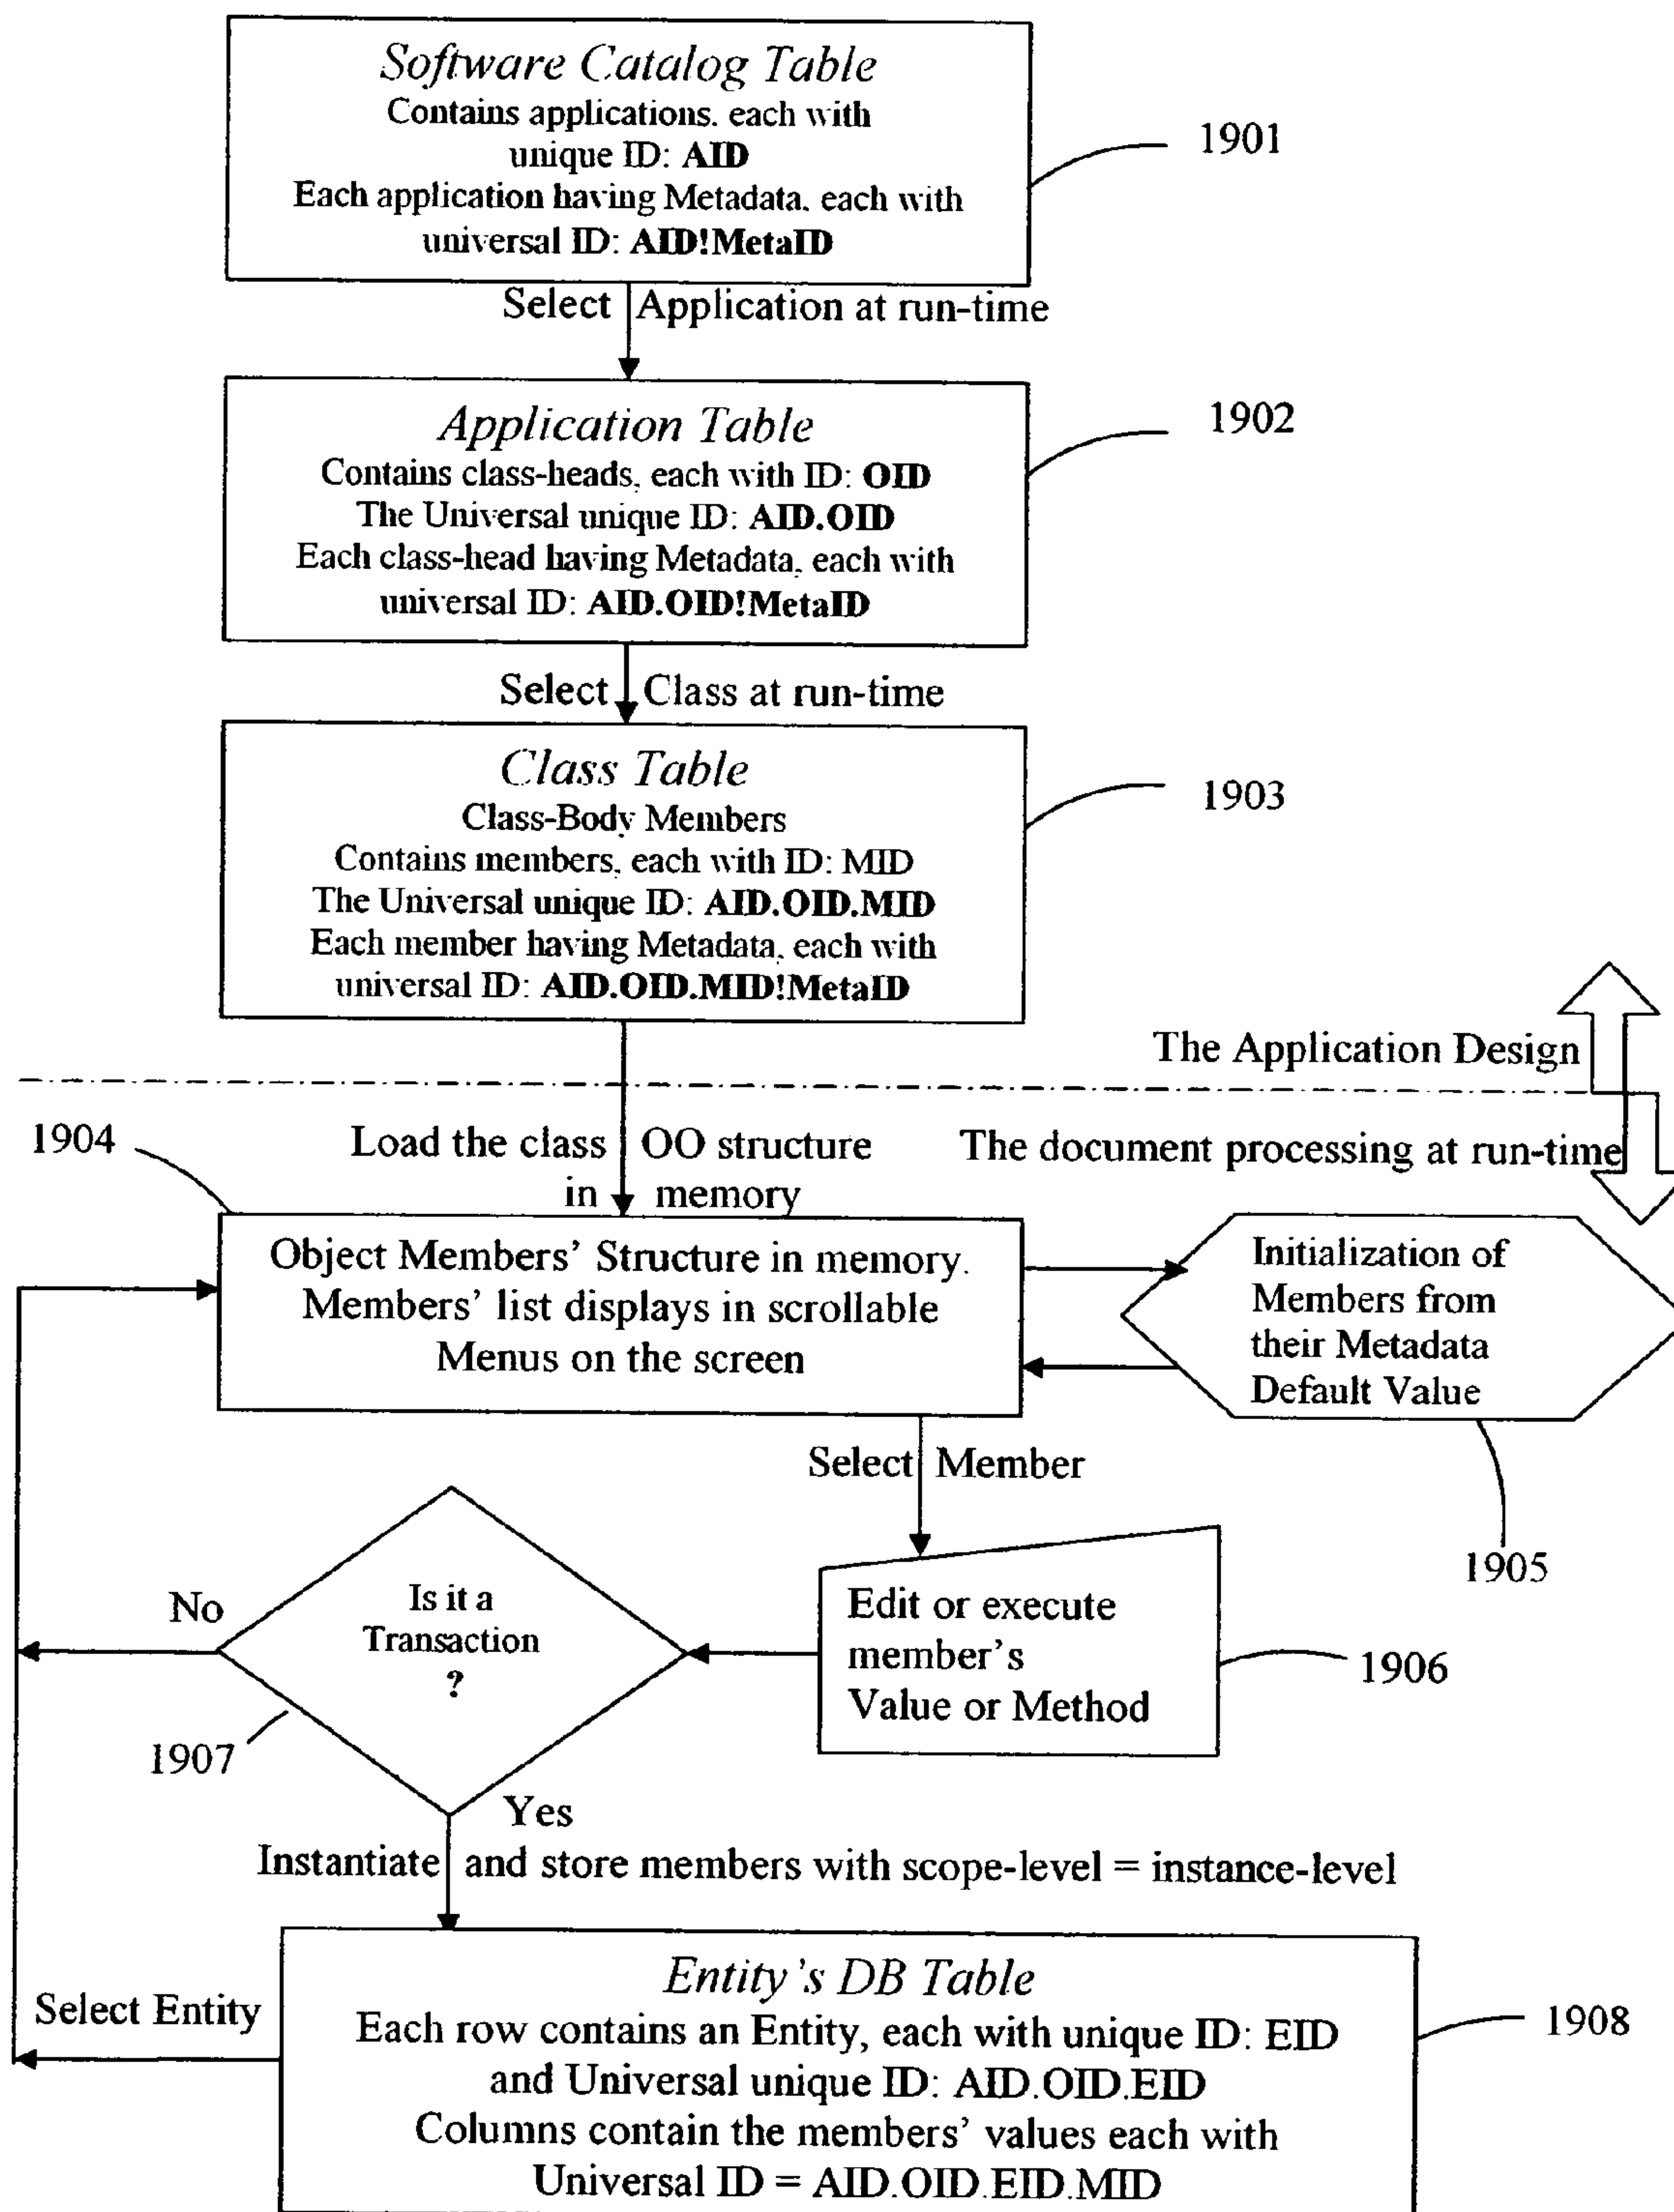 Software Catalog Table
Contains applications, each with
unique ID: AID
Each application having Metadata, each with
universal ID: AID!MetaID
1901
Select Application at run-time
Application Table
Contains class-heads, each with ID: OID
The Universal unique ID: AID.OID
Each class-head having Metadata, each with
universal ID: AID.OID!MetaID
1902
Select Class at run-time
Class Table
Class-Body Members
Contains members, each with ID: MID
The Universal unique ID: AID.OID.MID
Each member having Metadata, each with
universal ID: AID.OID.MID!MetaID
1903
The Application Design
The document processing at run-time
1904
Load the class OO structure
in memory
Object Members’ Structure in memory.
Members’ list displays in scrollable
Menus on the screen
Initialization of
Members from
their Metadata
Default Value
1905
Select Member
Edit or execute
member’s
Value or Method
1906
Is it a
Transaction
?
No
1907
Yes
Instantiate and store members with scope-level = instance-level
Entity’s DB Table
Each row contains an Entity, each with unique ID: EID
and Universal unique ID: AID.OID.EID
Columns contain the members’ values each with
Universal ID = AID.OID.EID.MID
1908
Select Entity